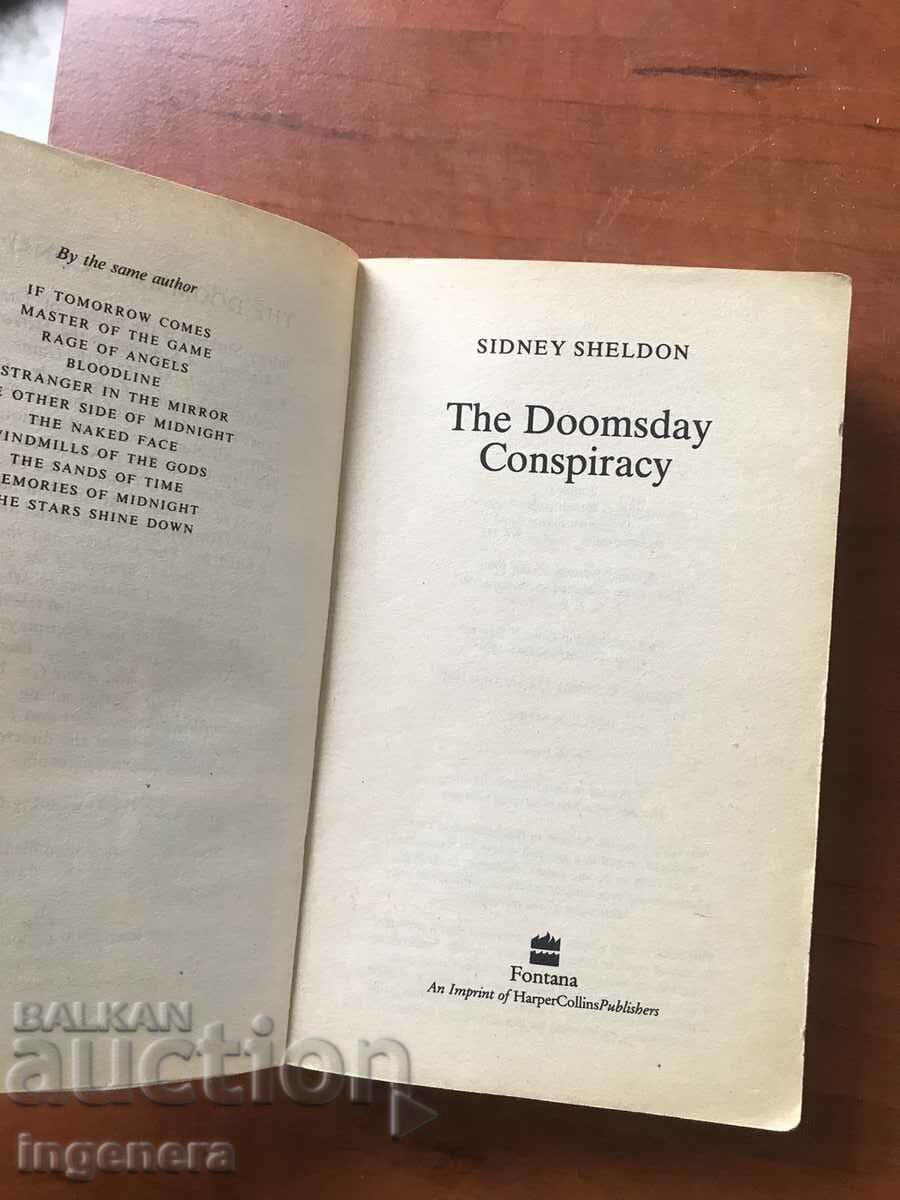 By the same author
IF TOMORROW COMES
MASTER OF THE GAME
RAGE OF ANGELS
BLOODLINE
STRANGER IN THE MIRROR
OTHER SIDE OF MIDNIGHT
THE NAKED FACE
WINDMILLS OF THE GODS
THE SANDS OF TIME
MEMORIES OF MIDNIGHT
THE STARS SHINE DOWN
SIDNEY SHELDON
The Doomsday
Conspiracy
Fontana
An Imprint of HarperCollinsPublishers
BALKAN
auction
ingenera